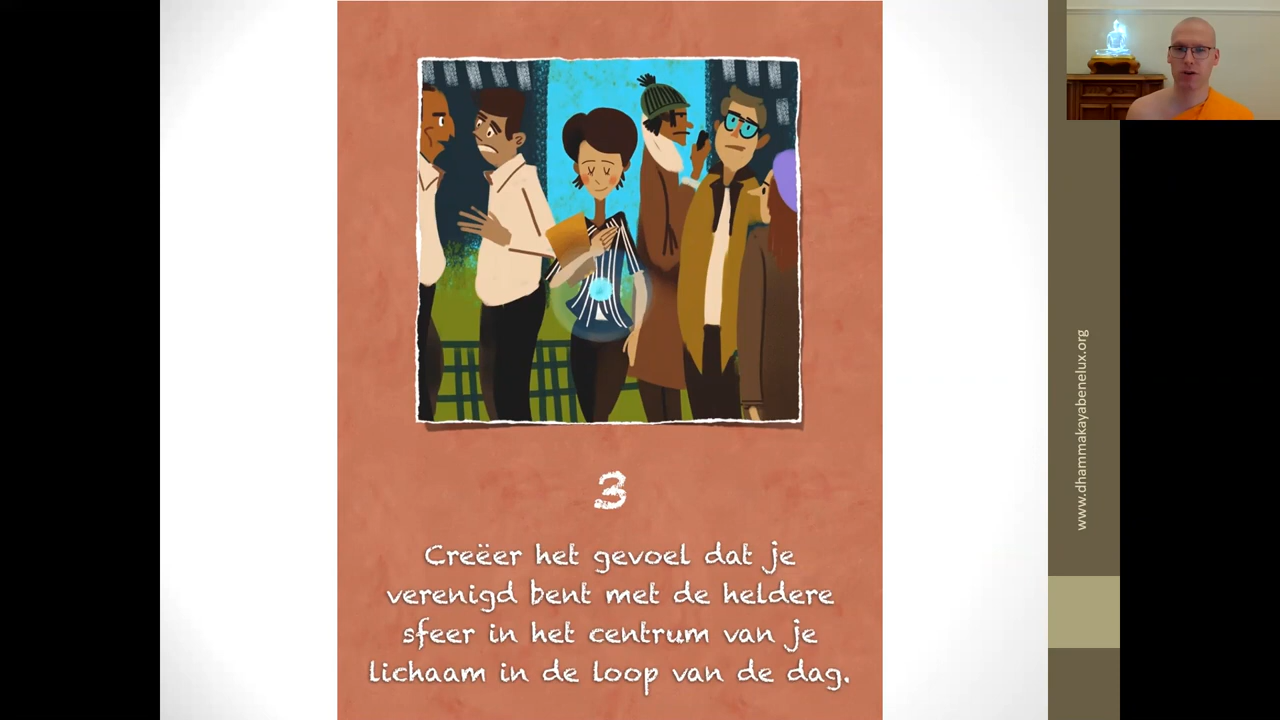 3
Creëer het gevoel dat je
verenigd bent met de heldere
sfeer in het centrum van je
lichaam in de loop van de dag.
www.dhammakayabenelux.org